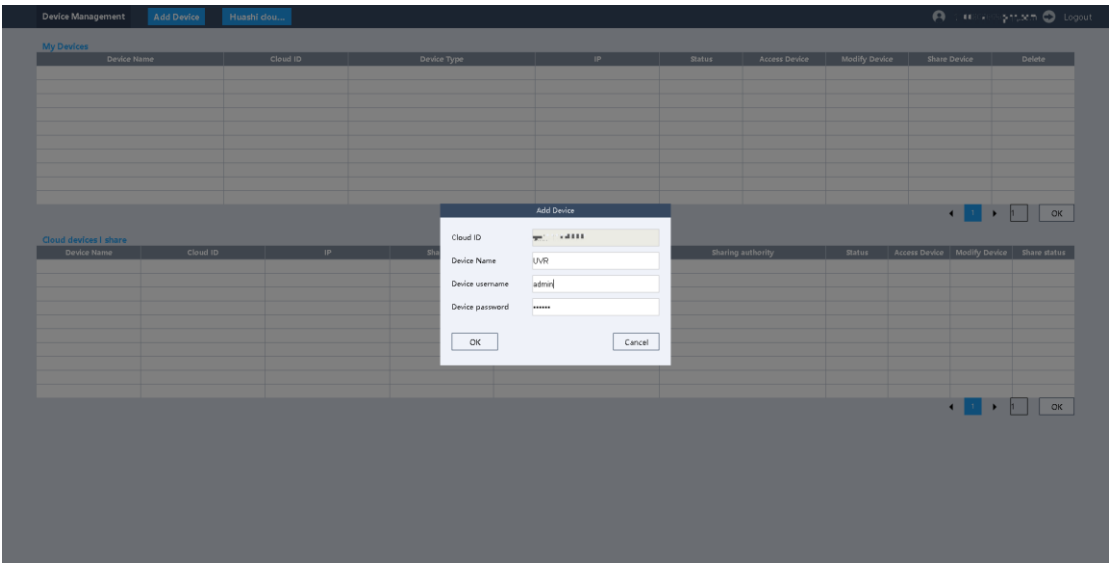 Device Management Add Device Huashi clou... Logout
My Devices
Device Name Cloud ID Device Type IP Status Access Device Modify Device Share Device Delete
1 1 OK
Add Device
Cloud ID
Device Name UVR
Device username admin
Device password ••••••
OK Cancel
Cloud devices I share
Device Name Cloud ID IP Sha Sharing authority Status Access Device Modify Device Share status
1 1 OK